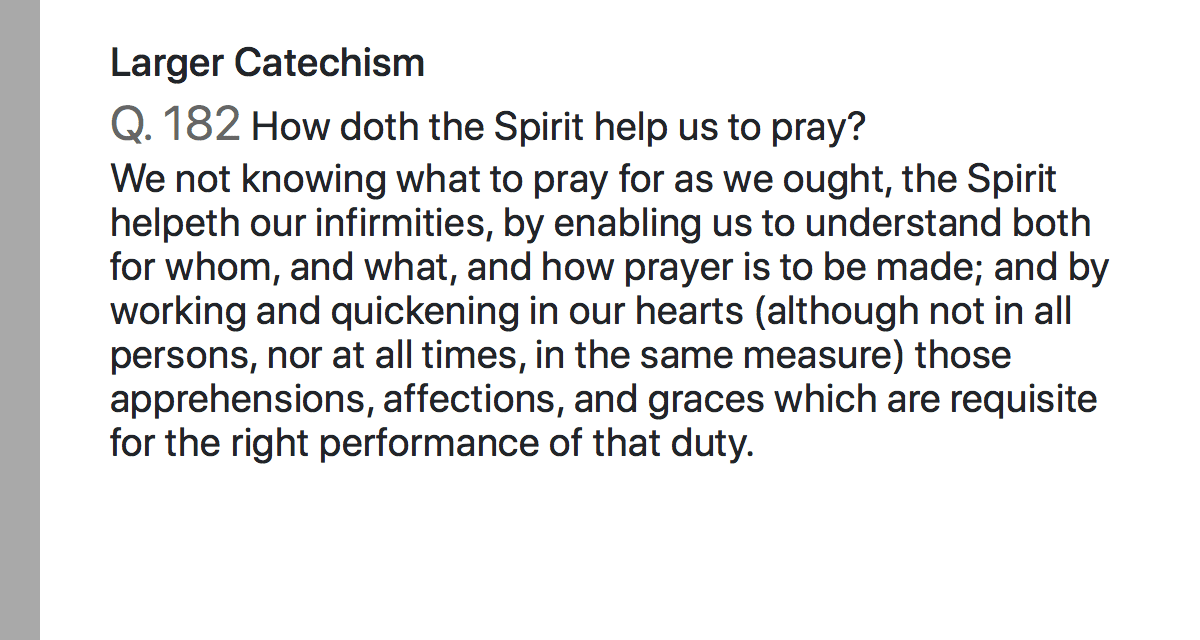 Larger Catechism
Q. 182 How doth the Spirit help us to pray?
We not knowing what to pray for as we ought, the Spirit
helpeth our infirmities, by enabling us to understand both
for whom, and what, and how prayer is to be made; and by
working and quickening in our hearts (although not in all
persons, nor at all times, in the same measure) those
apprehensions, affections, and graces which are requisite
for the right performance of that duty.